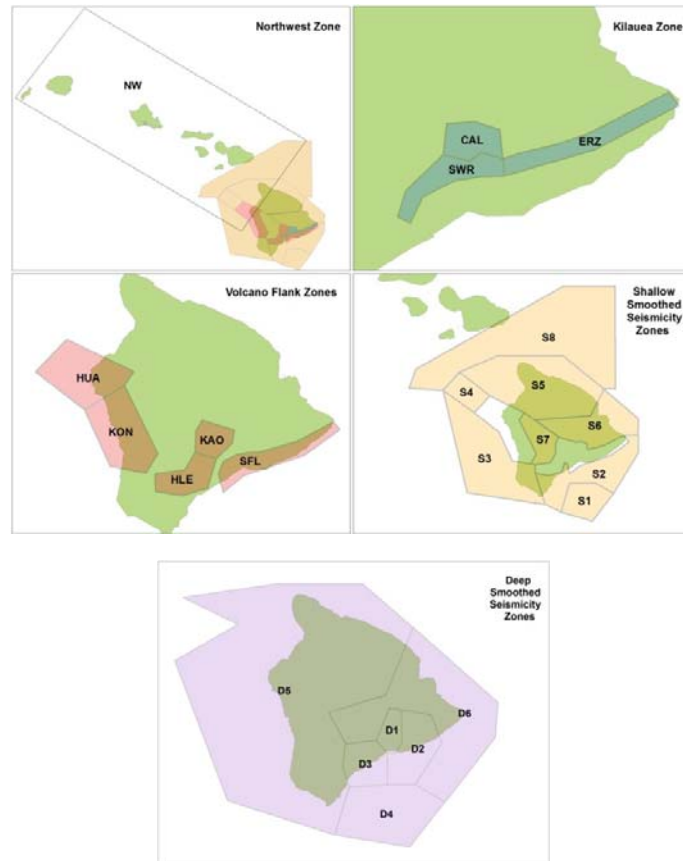 Northwest Zone
NW
Kilauea Zone
CAL
ERZ
SWR
Volcano Flank Zones
HUA
KON
KAO
SFL
HLE
Shallow
Smoothed
Seismicity
Zones
S8
S5
S4
S6
S7
S3
S2
S1
Deep
Smoothed
Seismicity
Zones
D5
D6
D1
D2
D3
D4